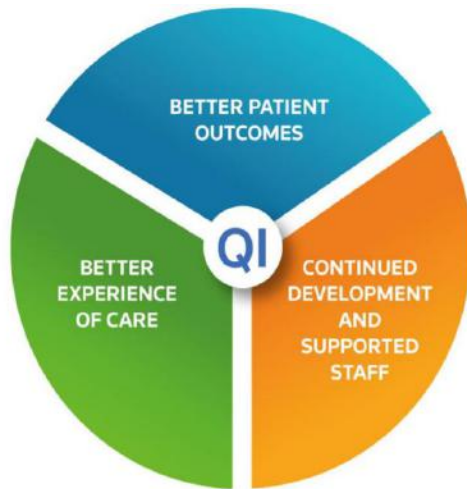 BETTER PATIENT
OUTCOMES
QI
BETTER
EXPERIENCE
OF CARE
CONTINUED
DEVELOPMENT
AND
SUPPORTED
STAFF